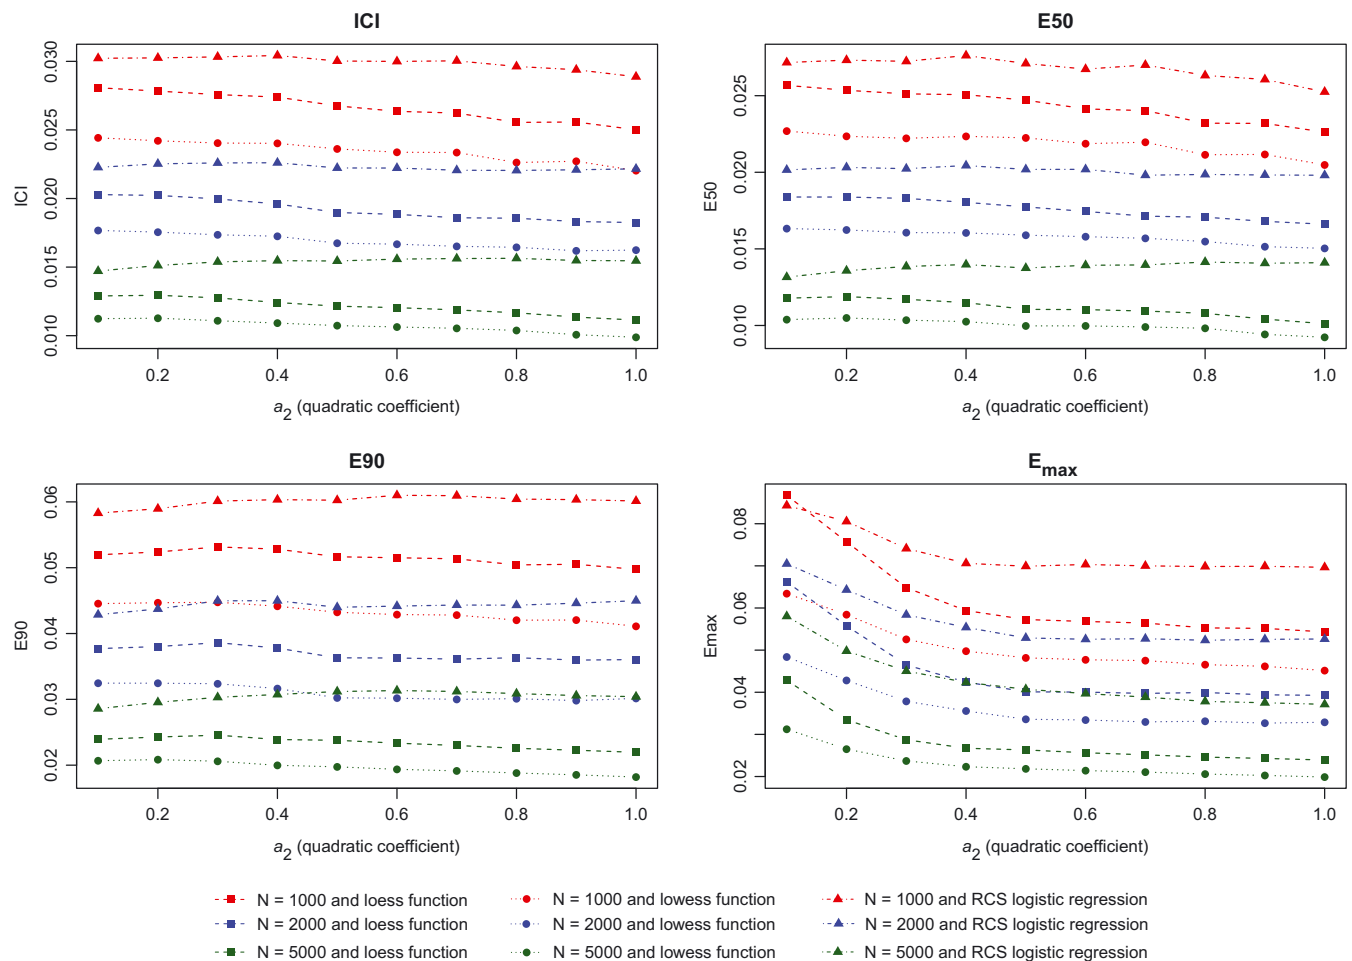 ICI
ICI
0.030
0.025
0.020
0.015
0.010
0.2 0.4 0.6 0.8 1.0
a2 (quadratic coefficient)
E50
E50
0.025
0.020
0.015
0.010
0.2 0.4 0.6 0.8 1.0
a2 (quadratic coefficient)
E90
E90
0.06
0.05
0.04
0.03
0.02
0.2 0.4 0.6 0.8 1.0
a2 (quadratic coefficient)
Emax
Emax
0.08
0.06
0.04
0.02
0.2 0.4 0.6 0.8 1.0
a2 (quadratic coefficient)
N = 1000 and loess function N = 1000 and lowess function N = 1000 and RCS logistic regression
N = 2000 and loess function N = 2000 and lowess function N = 2000 and RCS logistic regression
N = 5000 and loess function N = 5000 and lowess function N = 5000 and RCS logistic regression